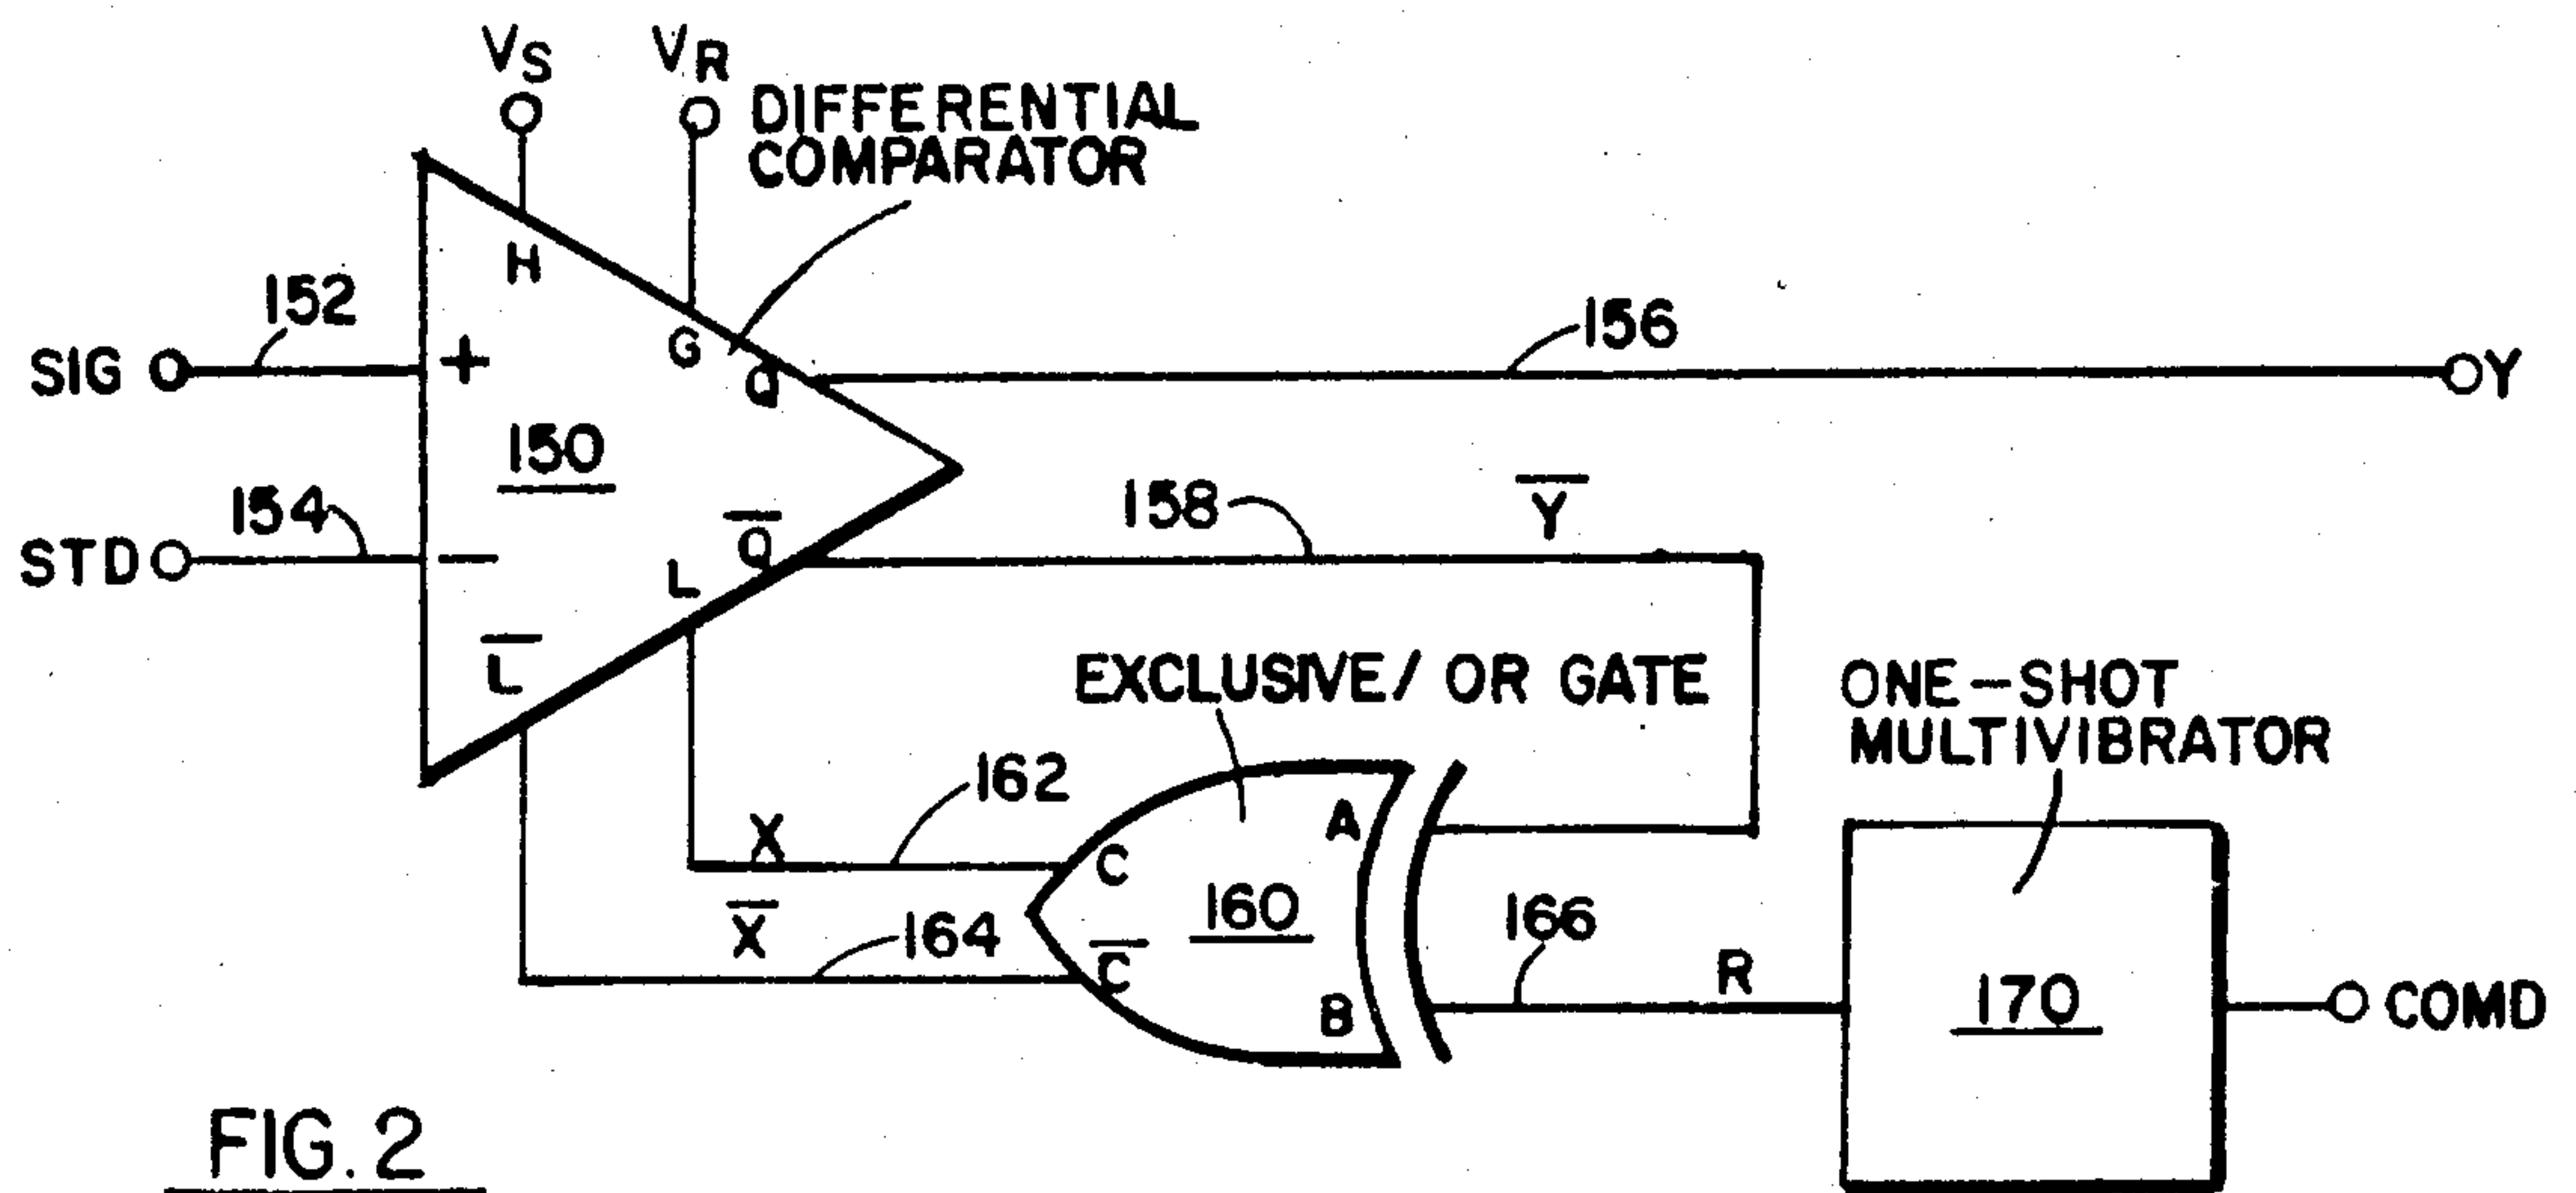 VS
VR
DIFFERENTIAL
COMPARATOR
H
152
SIG
+
G
Q
156
Y
150
154
STD
−
Q̅
L
158
Y̅
L̅
EXCLUSIVE/ OR GATE
ONE-SHOT
MULTIVIBRATOR
X
162
C
A
X̅
164
C̅
160
B
166
R
170
COMD
FIG. 2